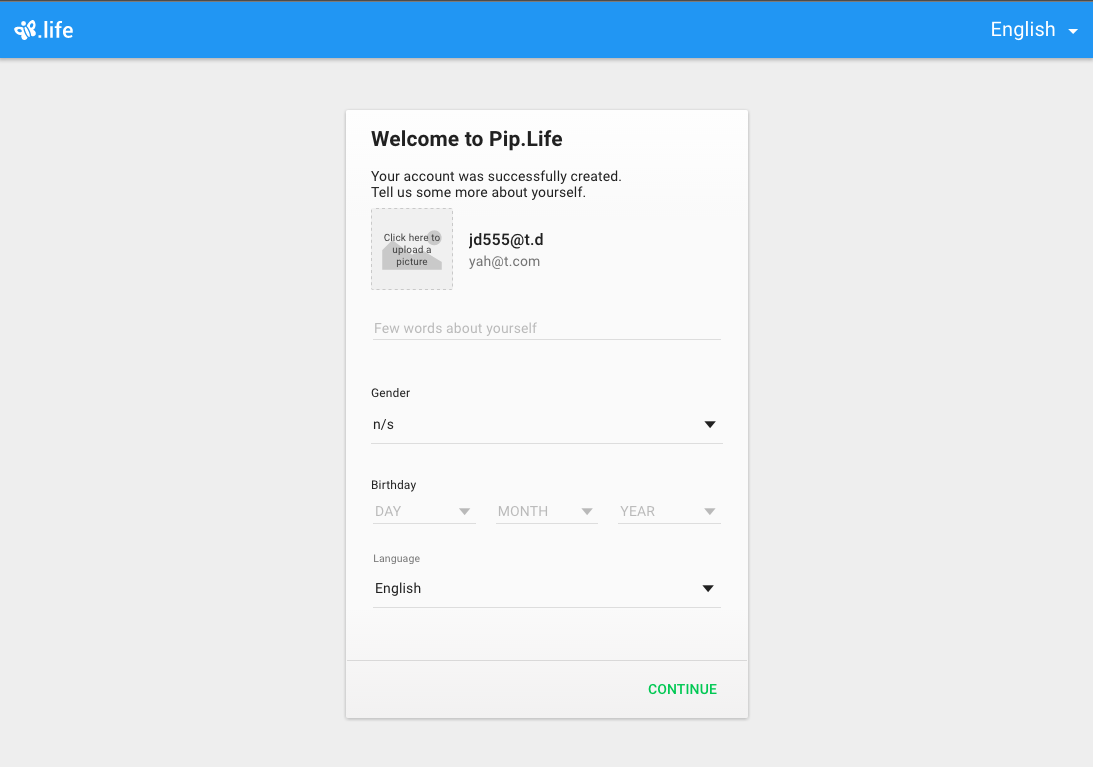 pip.life
English
Welcome to Pip.Life
Your account was successfully created.
Tell us some more about yourself.
Click here to
upload a
picture
jd555@t.d
yah@t.com
Few words about yourself
Gender
n/s
Birthday
DAY MONTH YEAR
Language
English
CONTINUE